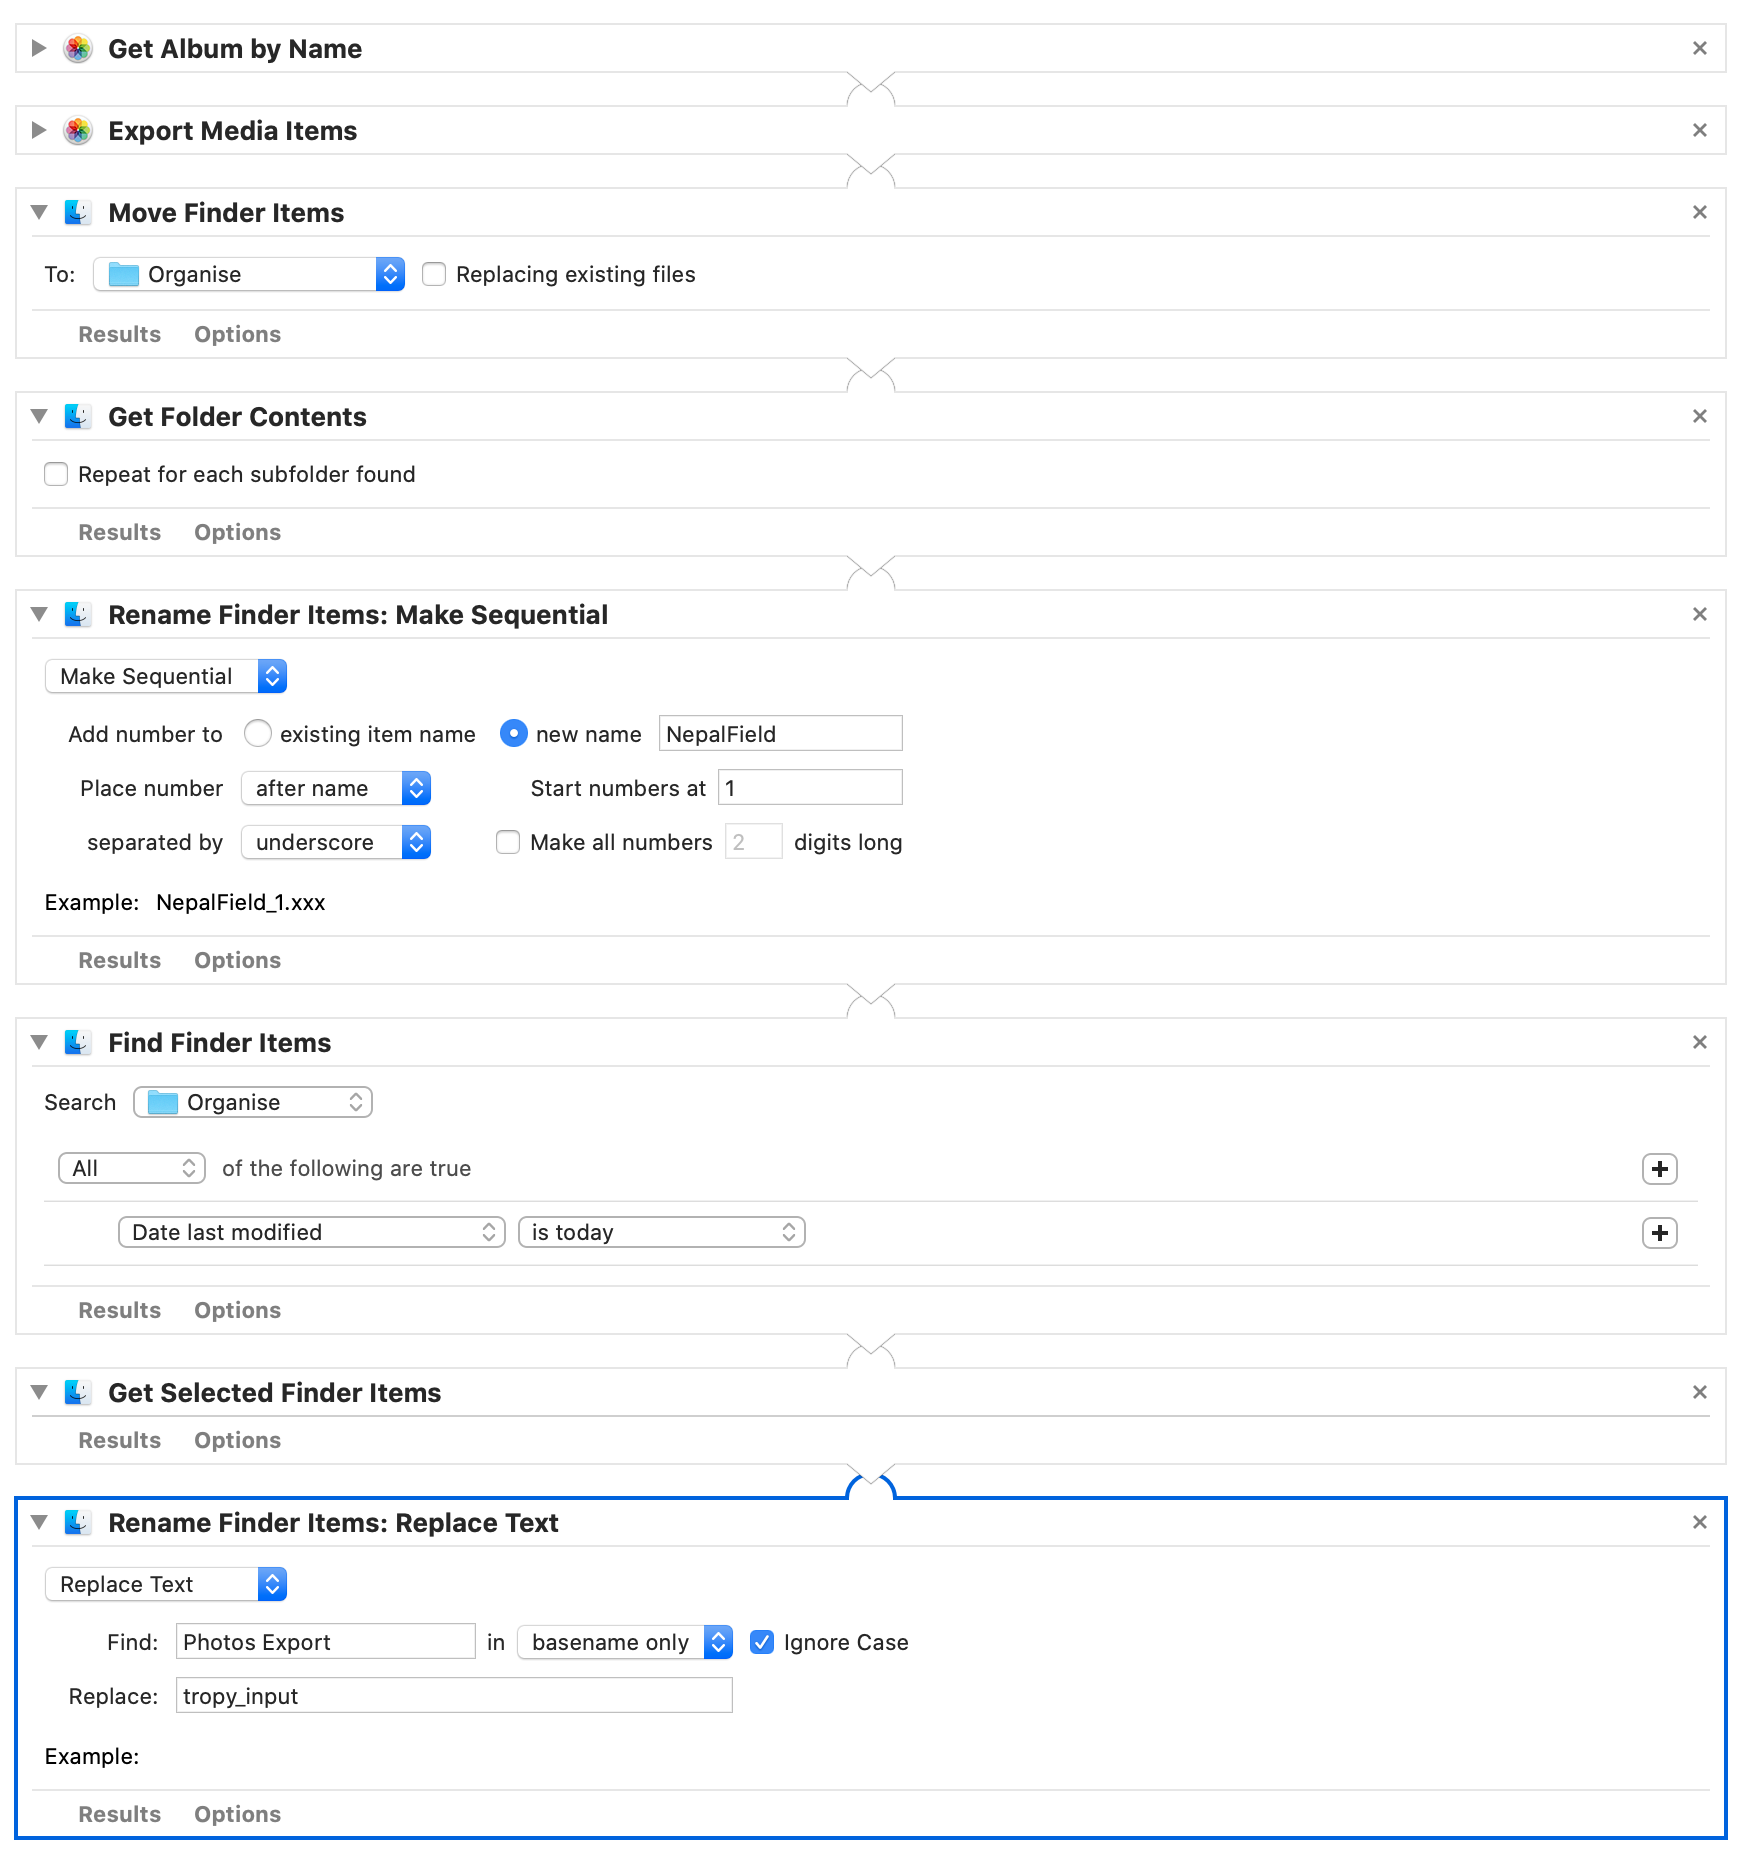 Get Album by Name
Export Media Items
Move Finder Items
To: Organise Replacing existing files
Results Options
Get Folder Contents
Repeat for each subfolder found
Results Options
Rename Finder Items: Make Sequential
Make Sequential
Add number to existing item name new name NepalField
Place number after name Start numbers at 1
separated by underscore Make all numbers 2 digits long
Example: NepalField_1.xxx
Results Options
Find Finder Items
Search Organise
All of the following are true
Date last modified is today
Results Options
Get Selected Finder Items
Results Options
Rename Finder Items: Replace Text
Replace Text
Find: Photos Export in basename only Ignore Case
Replace: tropy_input
Example:
Results Options